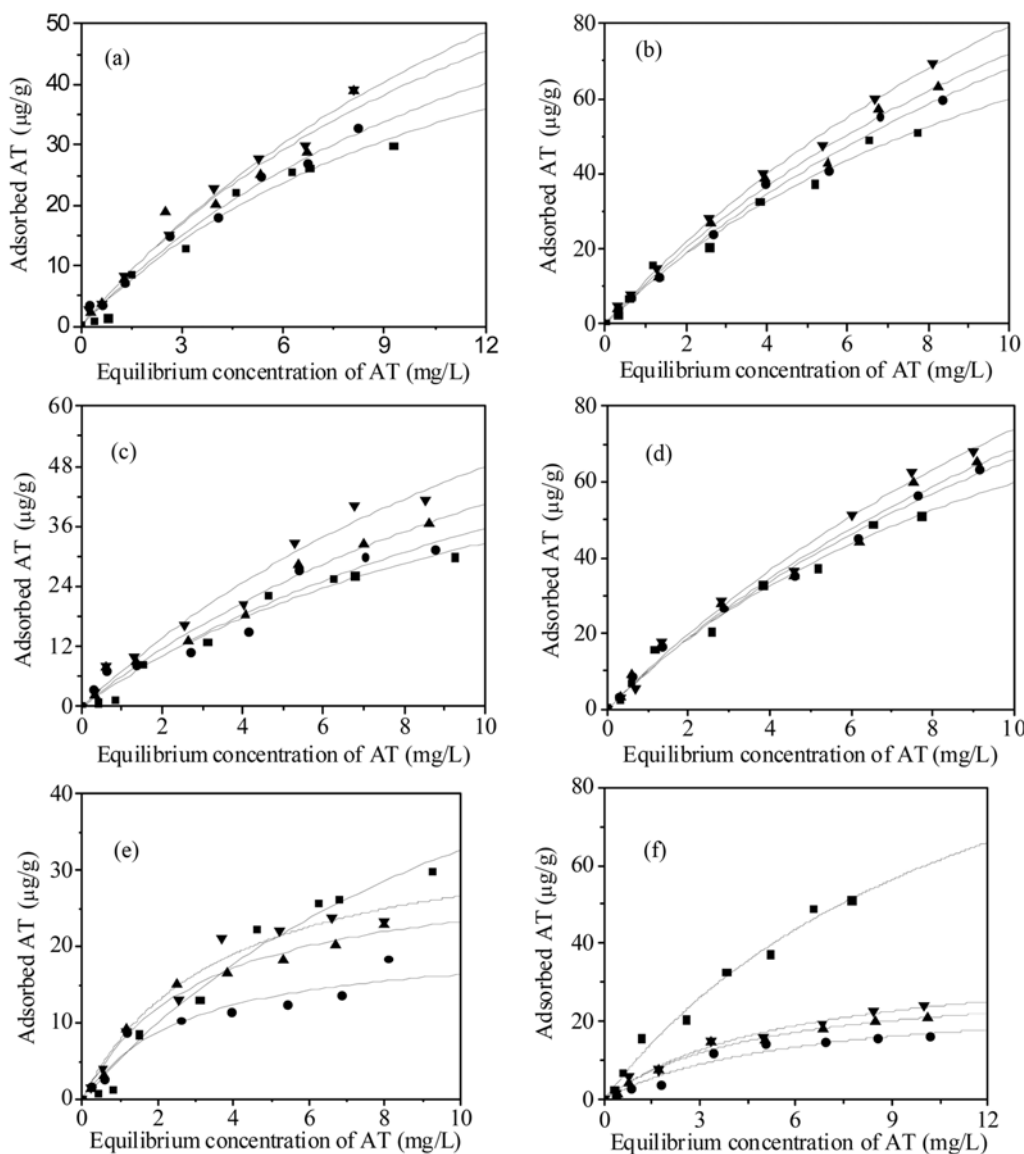 50
40
30
20
10
0
Adsorbed AT (µg/g)
(a)
0 3 6 9 12
Equilibrium concentration of AT (mg/L)
80
60
40
20
0
Adsorbed AT (µg/g)
(b)
0 2 4 6 8 10
Equilibrium concentration of AT (mg/L)
60
48
36
24
12
0
Adsorbed AT (µg/g)
(c)
0 2 4 6 8 10
Equilibrium concentration of AT (mg/L)
80
60
40
20
0
Adsorbed AT (µg/g)
(d)
0 2 4 6 8 10
Equilibrium concentration of AT (mg/L)
40
30
20
10
0
Adsorbed AT (µg/g)
(e)
0 2 4 6 8 10
Equilibrium concentration of AT (mg/L)
80
60
40
20
0
Adsorbed AT (µg/g)
(f)
0 3 6 9 12
Equilibrium concentration of AT (mg/L)